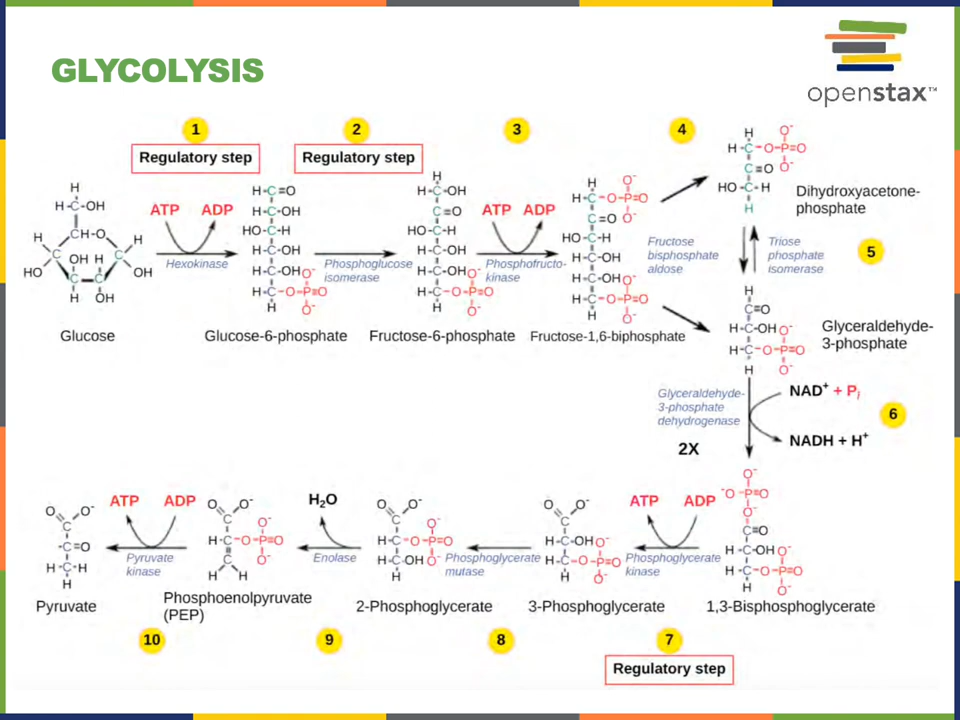 GLYCOLYSIS
openstax™
1
2
3
4
Regulatory step
Regulatory step
ATP ADP
Hexokinase
Phosphoglucose
isomerase
ATP ADP
Phosphofructo-
kinase
Fructose
bisphosphate
aldose
Dihydroxyacetone-
phosphate
Triose
phosphate
isomerase
5
Glucose
Glucose-6-phosphate
Fructose-6-phosphate
Fructose-1,6-biphosphate
Glyceraldehyde-
3-phosphate
Glyceraldehyde-
3-phosphate
dehydrogenase
NAD+ + Pi
6
NADH + H+
2X
ATP ADP
Pyruvate
kinase
H2O
Enolase
Phosphoglycerate
mutase
ATP ADP
Phosphoglycerate
kinase
Pyruvate
Phosphoenolpyruvate
(PEP)
2-Phosphoglycerate
3-Phosphoglycerate
1,3-Bisphosphoglycerate
10
9
8
7
Regulatory step